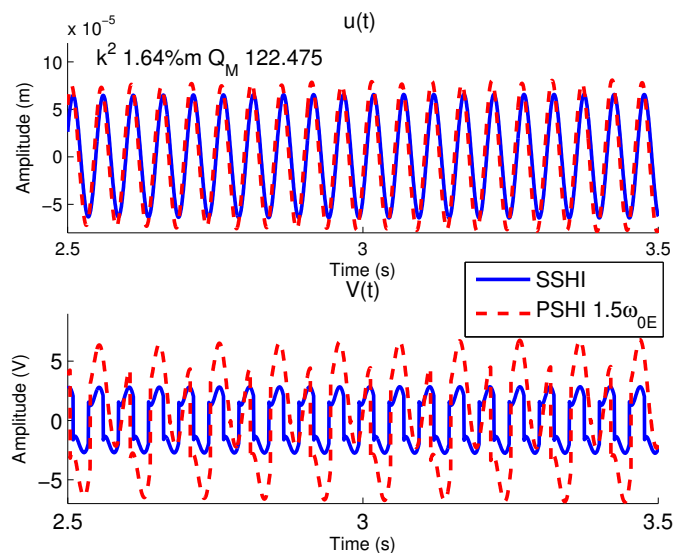 u(t)
x 10⁻⁵
k² 1.64%m Q_M 122.475
10
5
0
−5
Amplitude (m)
2.5 3 3.5
Time (s)
SSHI
PSHI 1.5ω_0E
V(t)
5
0
−5
Amplitude (V)
2.5 3 3.5
Time (s)